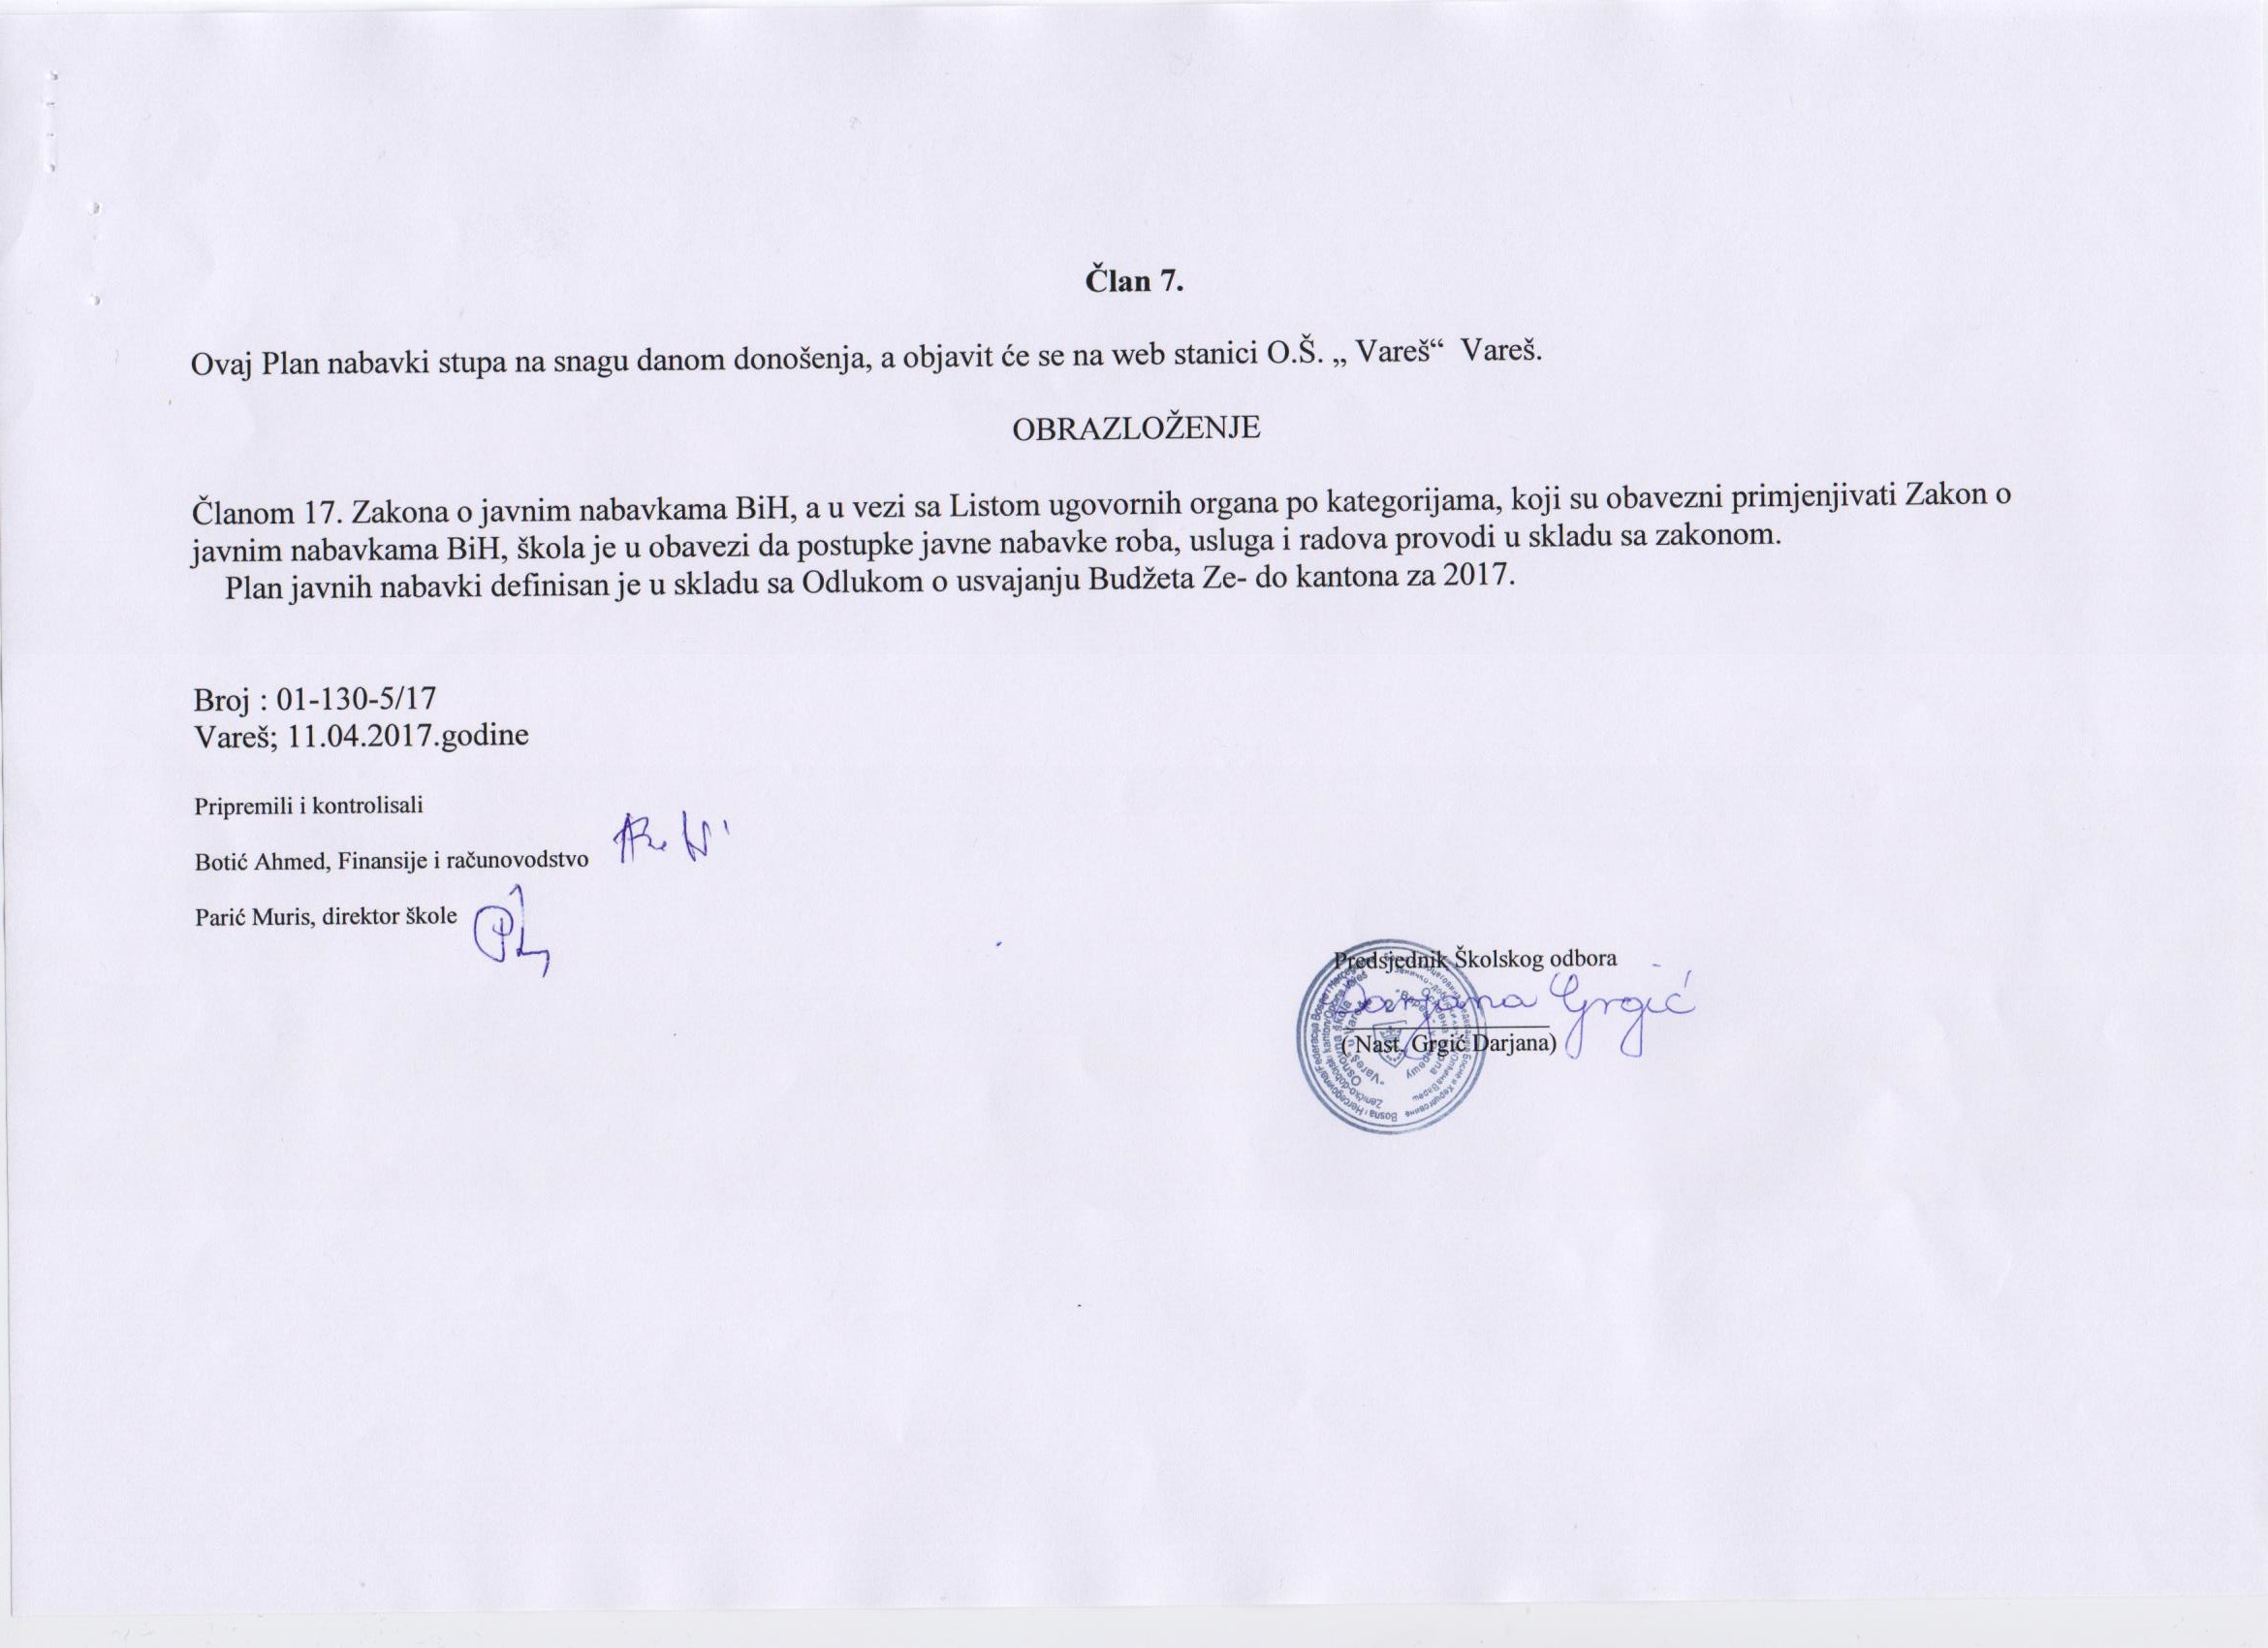 Član 7.
Ovaj Plan nabavki stupa na snagu danom donošenja, a objavit će se na web stanici O.Š. „ Vareš“ Vareš.
OBRAZLOŽENJE
Članom 17. Zakona o javnim nabavkama BiH, a u vezi sa Listom ugovornih organa po kategorijama, koji su obavezni primjenjivati Zakon o
javnim nabavkama BiH, škola je u obavezi da postupke javne nabavke roba, usluga i radova provodi u skladu sa zakonom.
Plan javnih nabavki definisan je u skladu sa Odlukom o usvajanju Budžeta Ze- do kantona za 2017.
Broj : 01-130-5/17
Vareš; 11.04.2017.godine
Pripremili i kontrolisali
Botić Ahmed, Finansije i računovodstvo
Parić Muris, direktor škole
Predsjednik Školskog odbora
Darjana Grgić
( Nast. Grgić Darjana)